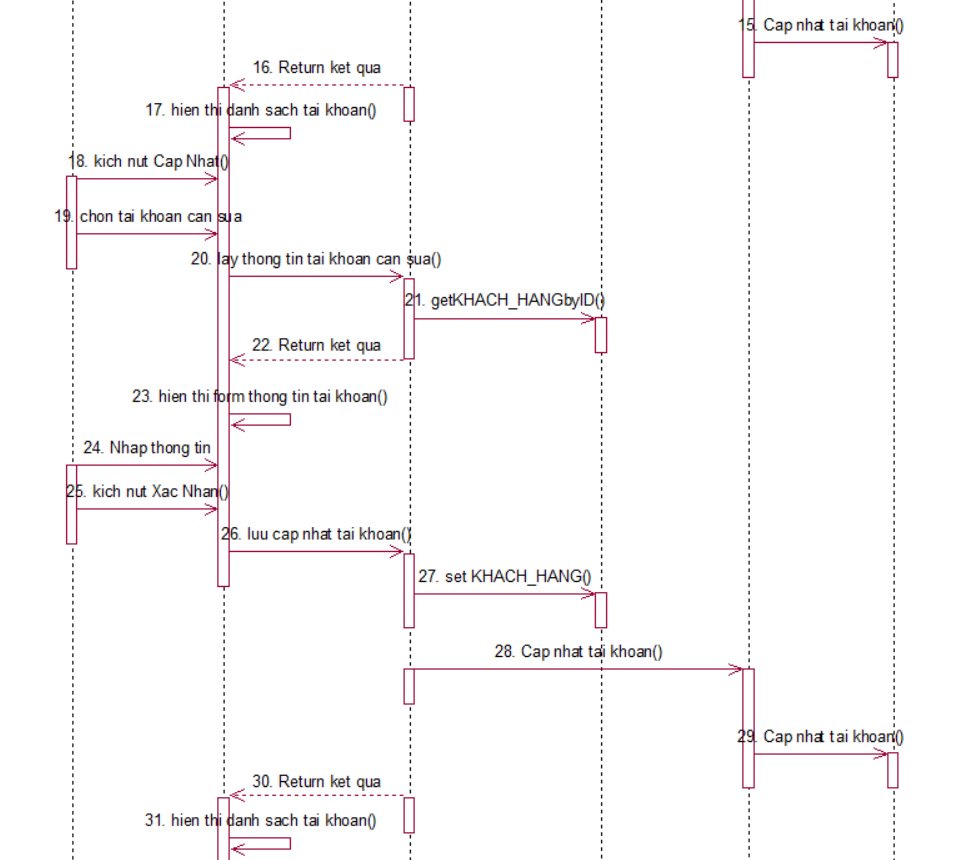 15. Cap nhat tai khoan()
16. Return ket qua
17. hien thi danh sach tai khoan()
18. kich nut Cap Nhat()
19. chon tai khoan can sua
20. lay thong tin tai khoan can sua()
21. getKHACH_HANGbyID()
22. Return ket qua
23. hien thi form thong tin tai khoan()
24. Nhap thong tin
25. kich nut Xac Nhan()
26. luu cap nhat tai khoan()
27. set KHACH_HANG()
28. Cap nhat tai khoan()
29. Cap nhat tai khoan()
30. Return ket qua
31. hien thi danh sach tai khoan()